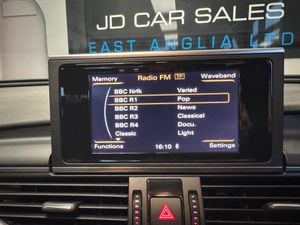 JD CAR SALES
EAST ANGLIA LTD
Memory Radio FM TP Waveband
BBC Nrfk Varied
BBC R1 Pop
BBC R2 News
BBC R3 Classical
BBC R4 Docu.
Classic Light
Functions 16:10 Settings